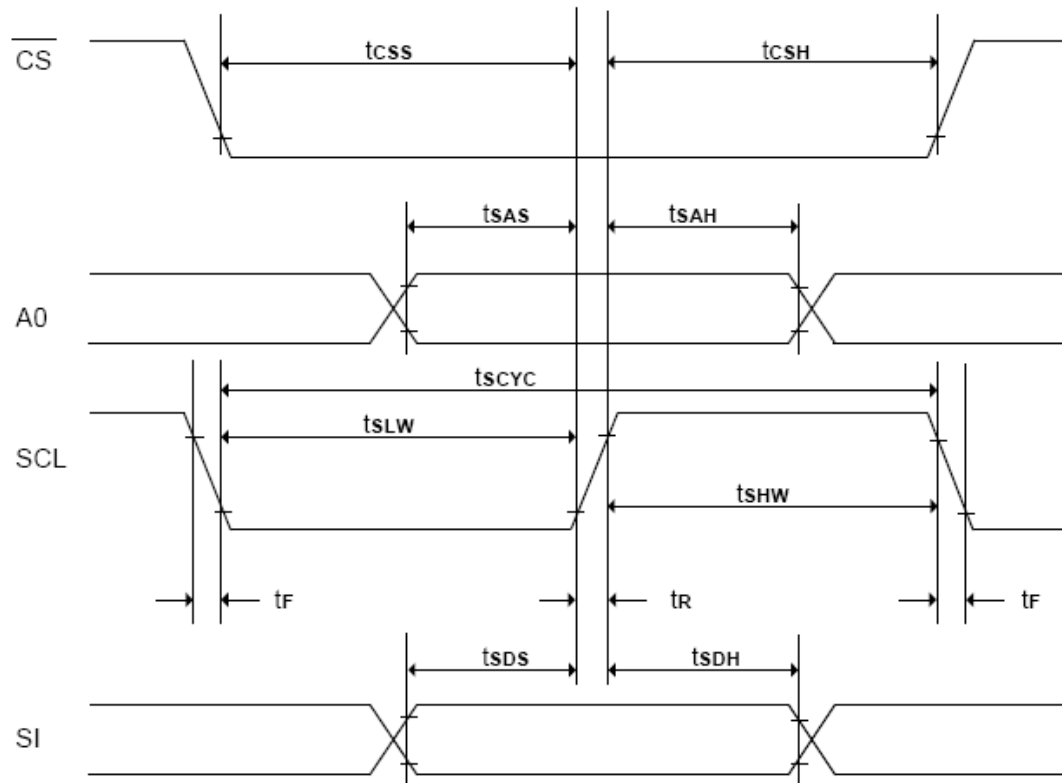 CS
tCSS tCSH
tSAS tSAH
A0
tSCYC
tSLW
SCL
tSHW
tF tR tF
tSDS tSDH
SI